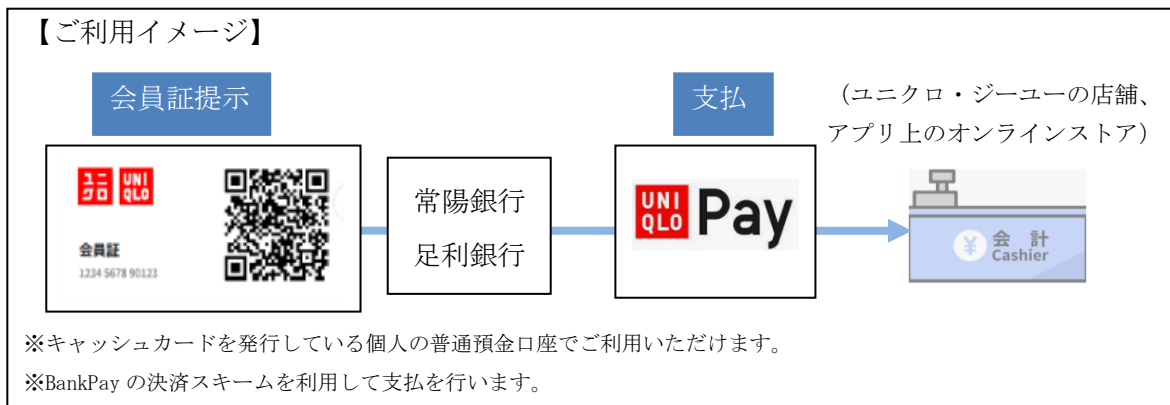 【ご利用イメージ】
会員証提示
支払
(ユニクロ・ジーユーの店舗、
アプリ上のオンラインストア)
ユニ
クロ
UNI
QLO
会員証
1234 5678 90123
常陽銀行
足利銀行
UNI
QLO
Pay
¥
会 計
Cashier
※キャッシュカードを発行している個人の普通預金口座でご利用いただけます。
※BankPay の決済スキームを利用して支払を行います。